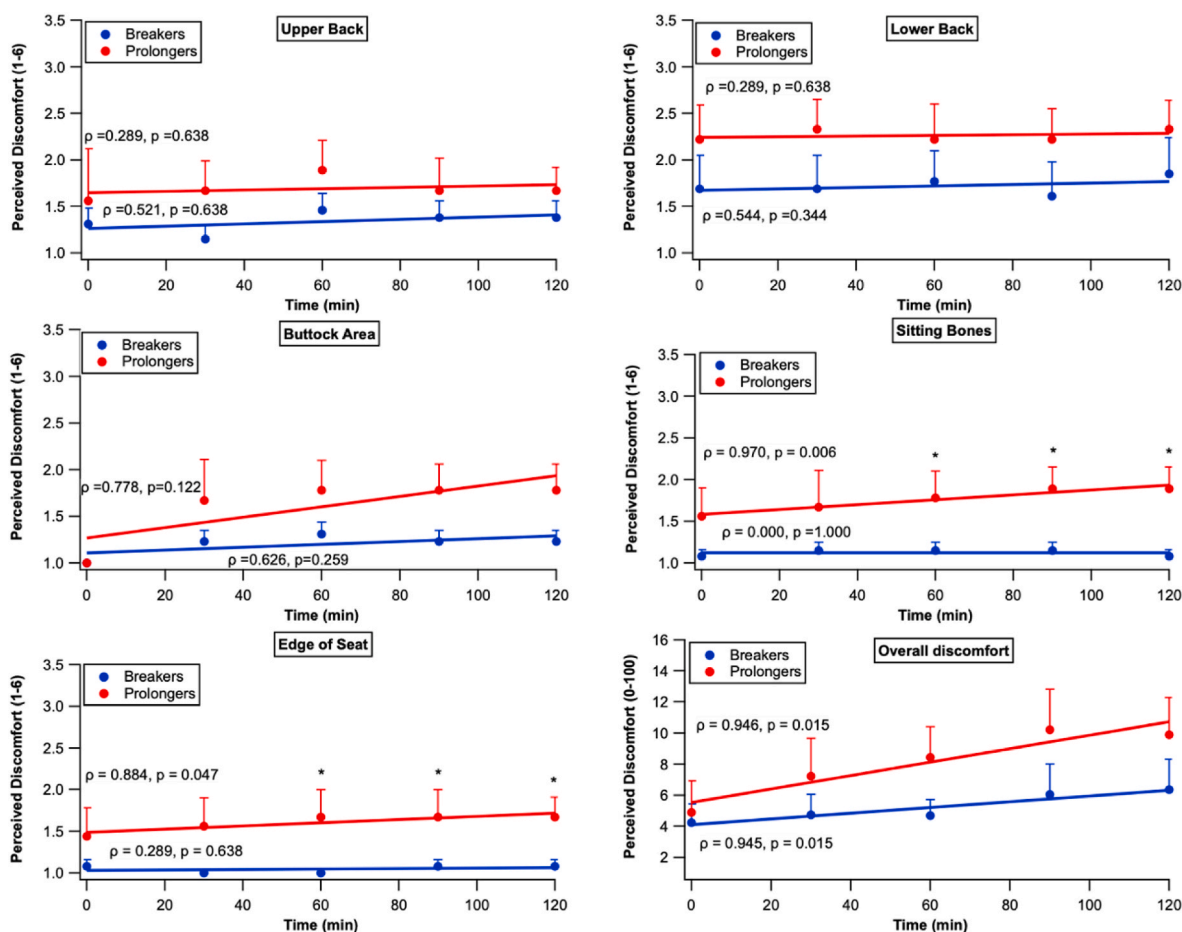 Upper Back
Breakers
Prolongers
ρ =0.289, p =0.638
ρ =0.521, p =0.638
Perceived Discomfort (1-6)
3.5
3.0
2.5
2.0
1.5
1.0
0 20 40 60 80 100 120
Time (min)
Lower Back
Breakers
Prolongers
ρ =0.289, p =0.638
ρ =0.544, p =0.344
Perceived Discomfort (1-6)
3.5
3.0
2.5
2.0
1.5
1.0
0 20 40 60 80 100 120
Time (min)
Buttock Area
Breakers
Prolongers
ρ =0.778, p=0.122
ρ =0.626, p=0.259
Perceived Discomfort (1-6)
3.5
3.0
2.5
2.0
1.5
1.0
0 20 40 60 80 100 120
Time (min)
Sitting Bones
Breakers
Prolongers
ρ = 0.970, p = 0.006
* * *
ρ = 0.000, p =1.000
Perceived Discomfort (1-6)
3.5
3.0
2.5
2.0
1.5
1.0
0 20 40 60 80 100 120
Time (min)
Edge of Seat
Breakers
Prolongers
ρ = 0.884, p = 0.047
* * *
ρ = 0.289, p = 0.638
Perceived Discomfort (1-6)
3.5
3.0
2.5
2.0
1.5
1.0
0 20 40 60 80 100 120
Time (min)
Overall discomfort
Breakers
Prolongers
ρ = 0.946, p = 0.015
ρ = 0.945, p = 0.015
Perceived Discomfort (0-100)
16
14
12
10
8
6
4
2
0 20 40 60 80 100 120
Time (min)